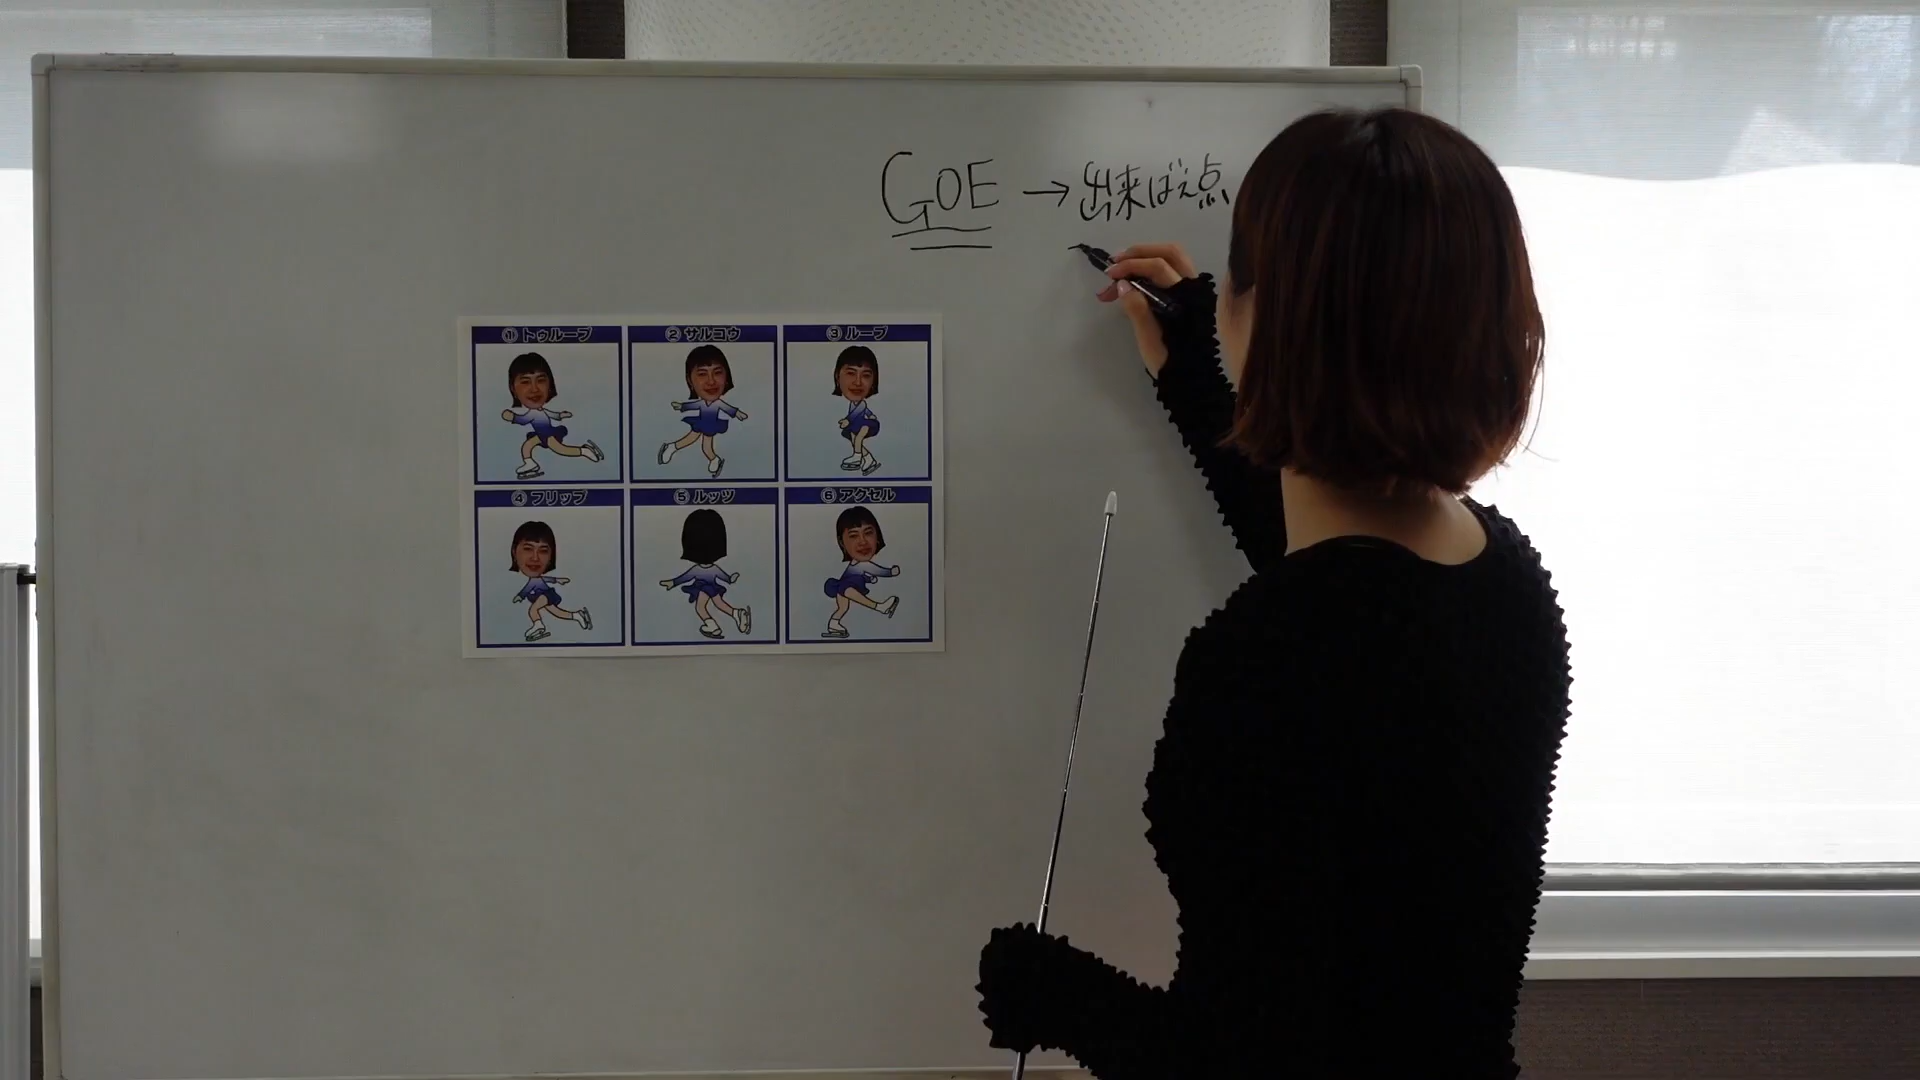 GOE → 出来ばえ点
① トゥループ
② サルコウ
③ ループ
④ フリップ
⑤ ルッツ
⑥ アクセル